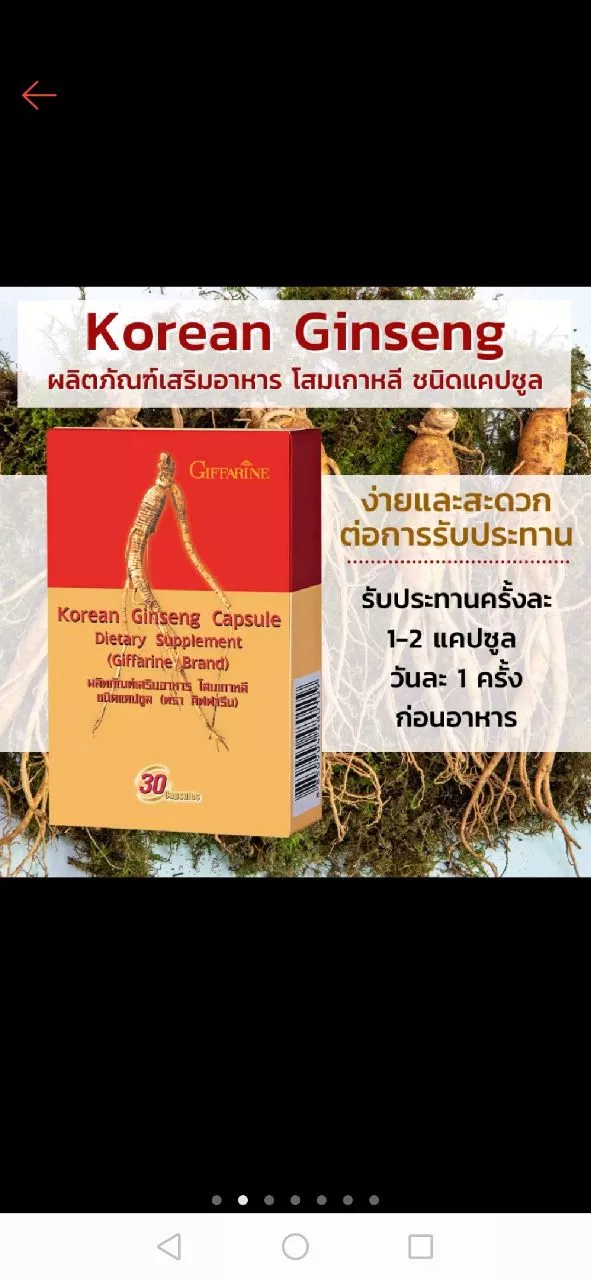 Korean Ginseng
ผลิตภัณฑ์เสริมอาหาร โสมเกาหลี ชนิดแคปซูล
GIFFARINE
Korean Ginseng Capsule
Dietary Supplement
(Giffarine Brand)
ผลิตภัณฑ์เสริมอาหาร โสมเกาหลี
ชนิดแคปซูล (ตรา กิฟฟารีน)
30 Capsules
ง่ายและสะดวก
ต่อการรับประทาน
รับประทานครั้งละ
1-2 แคปซูล
วันละ 1 ครั้ง
ก่อนอาหาร